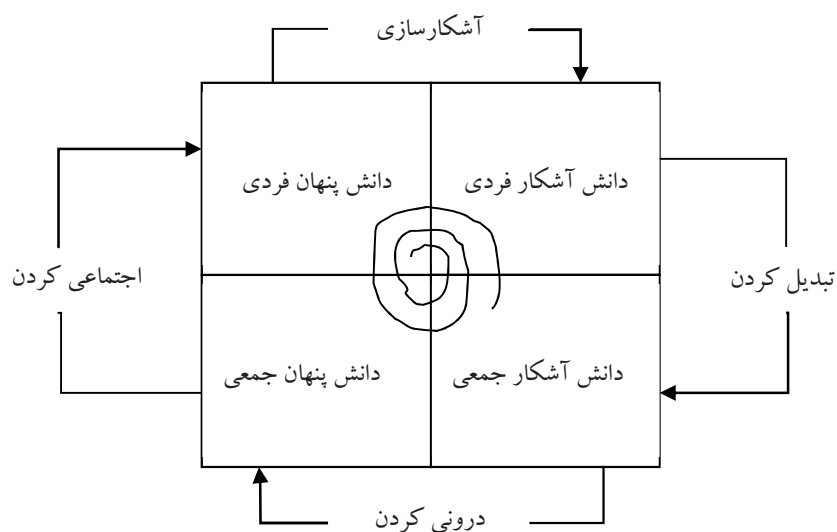 آشکارسازی
دانش آشکار فردی
دانش پنهان فردی
تبدیل کردن
اجتماعی کردن
دانش آشکار جمعی
دانش پنهان جمعی
درونی کردن